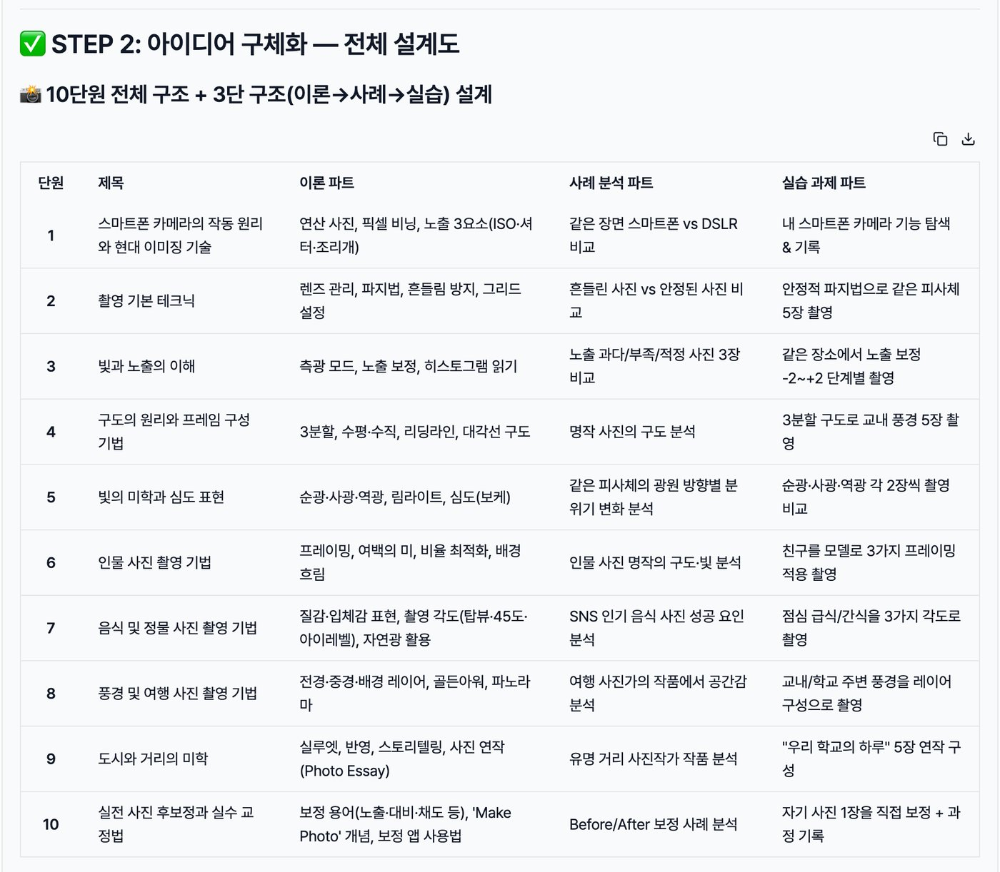 ✅ STEP 2: 아이디어 구체화 — 전체 설계도
📸 10단원 전체 구조 + 3단 구조(이론→사례→실습) 설계
단원 제목 이론 파트 사례 분석 파트 실습 과제 파트
1
스마트폰 카메라의 작동 원리
와 현대 이미징 기술
연산 사진, 픽셀 비닝, 노출 3요소(ISO·셔
터·조리개)
같은 장면 스마트폰 vs DSLR
비교
내 스마트폰 카메라 기능 탐색
& 기록
2
촬영 기본 테크닉
렌즈 관리, 파지법, 흔들림 방지, 그리드
설정
흔들린 사진 vs 안정된 사진 비
교
안정적 파지법으로 같은 피사체
5장 촬영
3
빛과 노출의 이해
측광 모드, 노출 보정, 히스토그램 읽기
노출 과다/부족/적정 사진 3장
비교
같은 장소에서 노출 보정
-2~+2 단계별 촬영
4
구도의 원리와 프레임 구성
기법
3분할, 수평·수직, 리딩라인, 대각선 구도
명작 사진의 구도 분석
3분할 구도로 교내 풍경 5장 촬
영
5
빛의 미학과 심도 표현
순광·사광·역광, 림라이트, 심도(보케)
같은 피사체의 광원 방향별 분
위기 변화 분석
순광·사광·역광 각 2장씩 촬영
비교
6
인물 사진 촬영 기법
프레이밍, 여백의 미, 비율 최적화, 배경
흐림
인물 사진 명작의 구도·빛 분석
친구를 모델로 3가지 프레이밍
적용 촬영
7
음식 및 정물 사진 촬영 기법
질감·입체감 표현, 촬영 각도(탑뷰·45도·
아이레벨), 자연광 활용
SNS 인기 음식 사진 성공 요인
분석
점심 급식/간식을 3가지 각도로
촬영
8
풍경 및 여행 사진 촬영 기법
전경·중경·배경 레이어, 골든아워, 파노라
마
여행 사진가의 작품에서 공간감
분석
교내/학교 주변 풍경을 레이어
구성으로 촬영
9
도시와 거리의 미학
실루엣, 반영, 스토리텔링, 사진 연작
(Photo Essay)
유명 거리 사진작가 작품 분석
"우리 학교의 하루" 5장 연작 구
성
10
실전 사진 후보정과 실수 교
정법
보정 용어(노출·대비·채도 등), 'Make
Photo' 개념, 보정 앱 사용법
Before/After 보정 사례 분석
자기 사진 1장을 직접 보정 + 과
정 기록